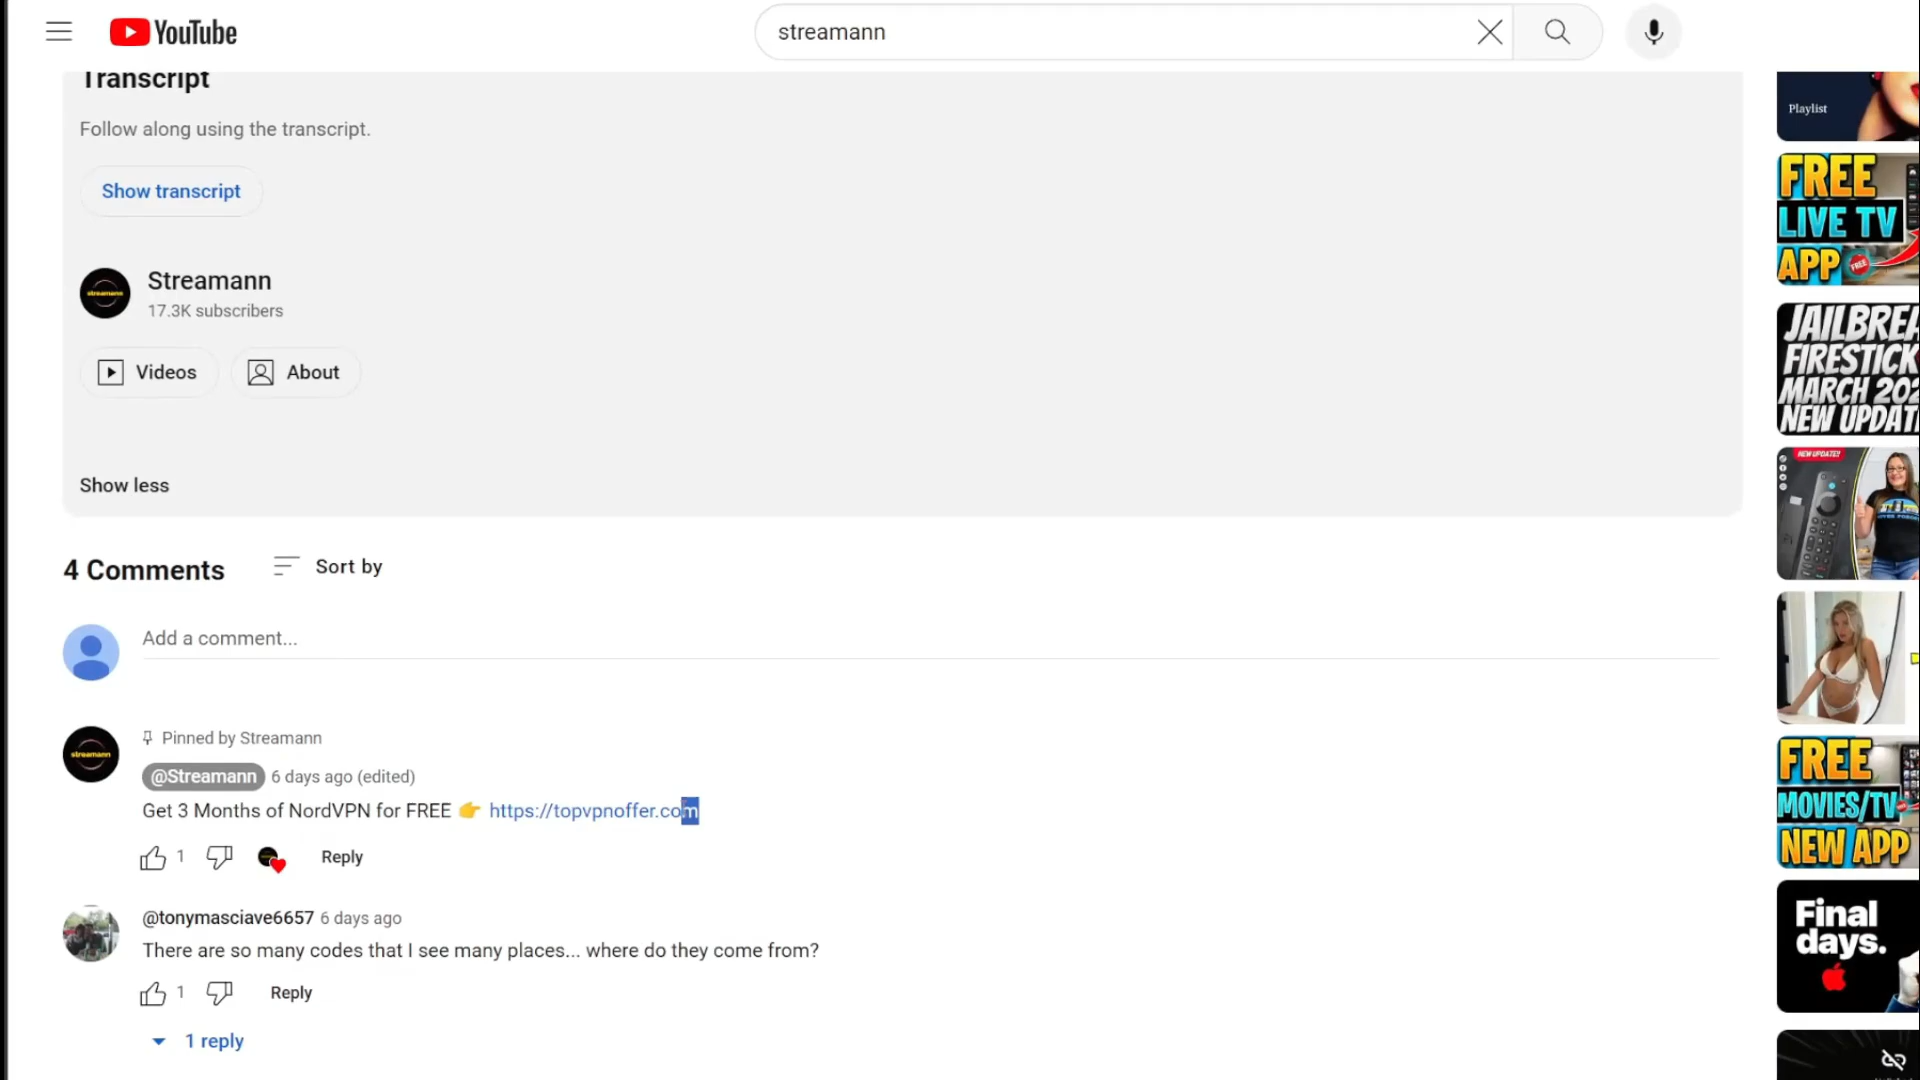 YouTube
streamann
Transcript
Follow along using the transcript.
Show transcript
Streamann
17.3K subscribers
Videos
About
Show less
4 Comments
Sort by
Add a comment...
Pinned by Streamann
@Streamann 6 days ago (edited)
Get 3 Months of NordVPN for FREE 👉 https://topvpnoffer.com
1
Reply
@tonymasciave6657 6 days ago
There are so many codes that I see many places... where do they come from?
1
Reply
1 reply
Playlist
FREE
LIVE TV
APP
FREE
JAILBREA
FIRESTICK
MARCH 202
NEW UPDAT
NEW UPDATE!!
FREE
MOVIES/TV
NEW APP
Final
days.